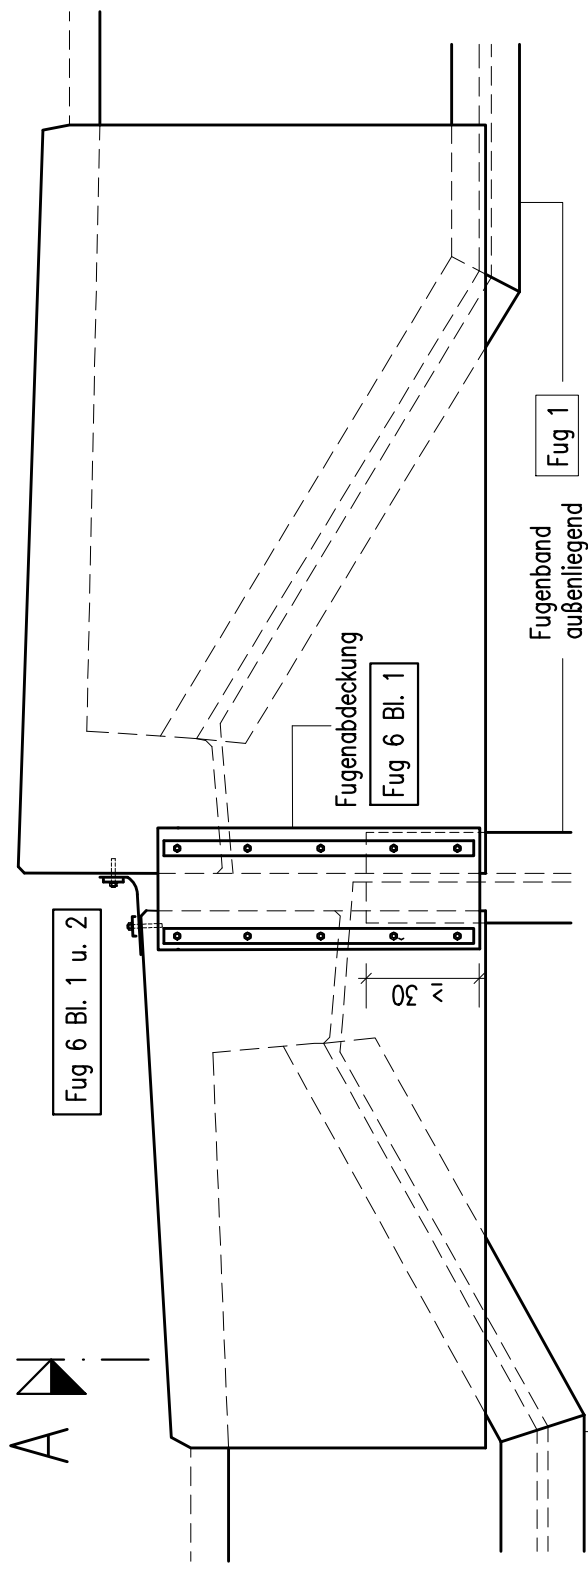 A
Fug 6 Bl. 1 u. 2
Fugenabdeckung
Fug 6 Bl. 1
≥ 30
Fugenband
außenliegend
Fug 1